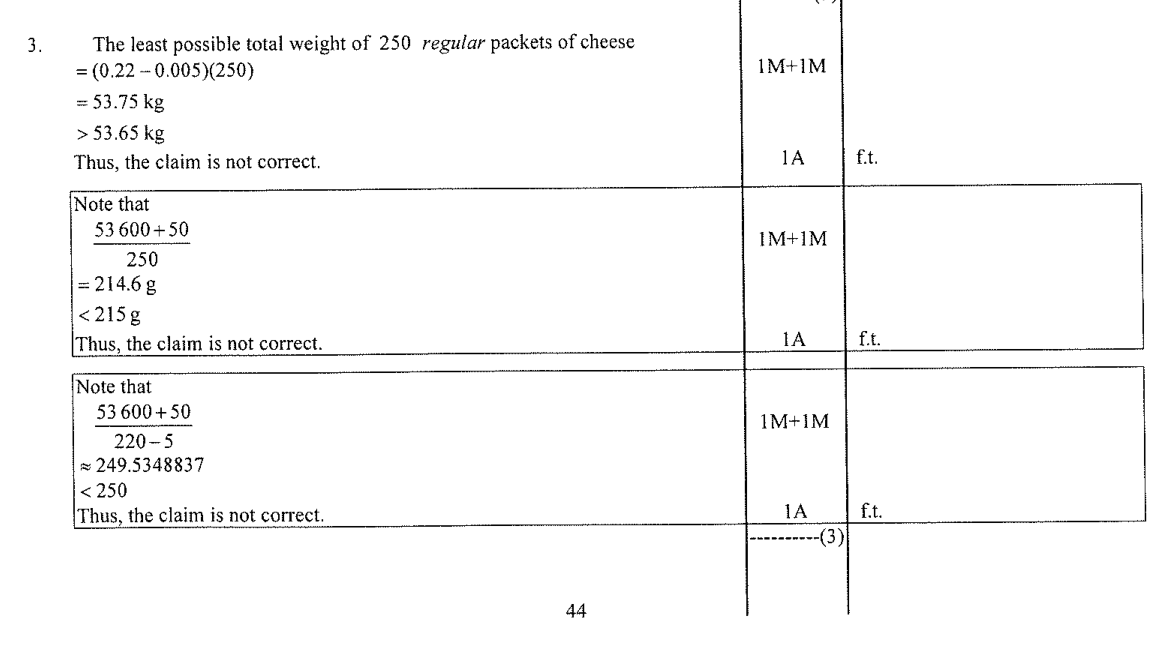 3. The least possible total weight of 250 regular packets of cheese
= (0.22 – 0.005)(250) 1M+1M
= 53.75 kg
> 53.65 kg
Thus, the claim is not correct. 1A f.t.
Note that
53 600 + 50 1M+1M
250
= 214.6 g
< 215 g
Thus, the claim is not correct. 1A f.t.
Note that
53 600 + 50 1M+1M
220 – 5
≈ 249.5348837
< 250
Thus, the claim is not correct. 1A f.t.
----------(3)
44